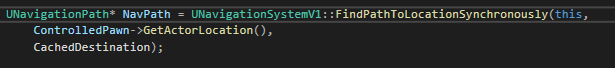 UNavigationPath* NavPath = UNavigationSystemV1::FindPathToLocationSynchronously(this,
ControlledPawn->GetActorLocation(),
CachedDestination);